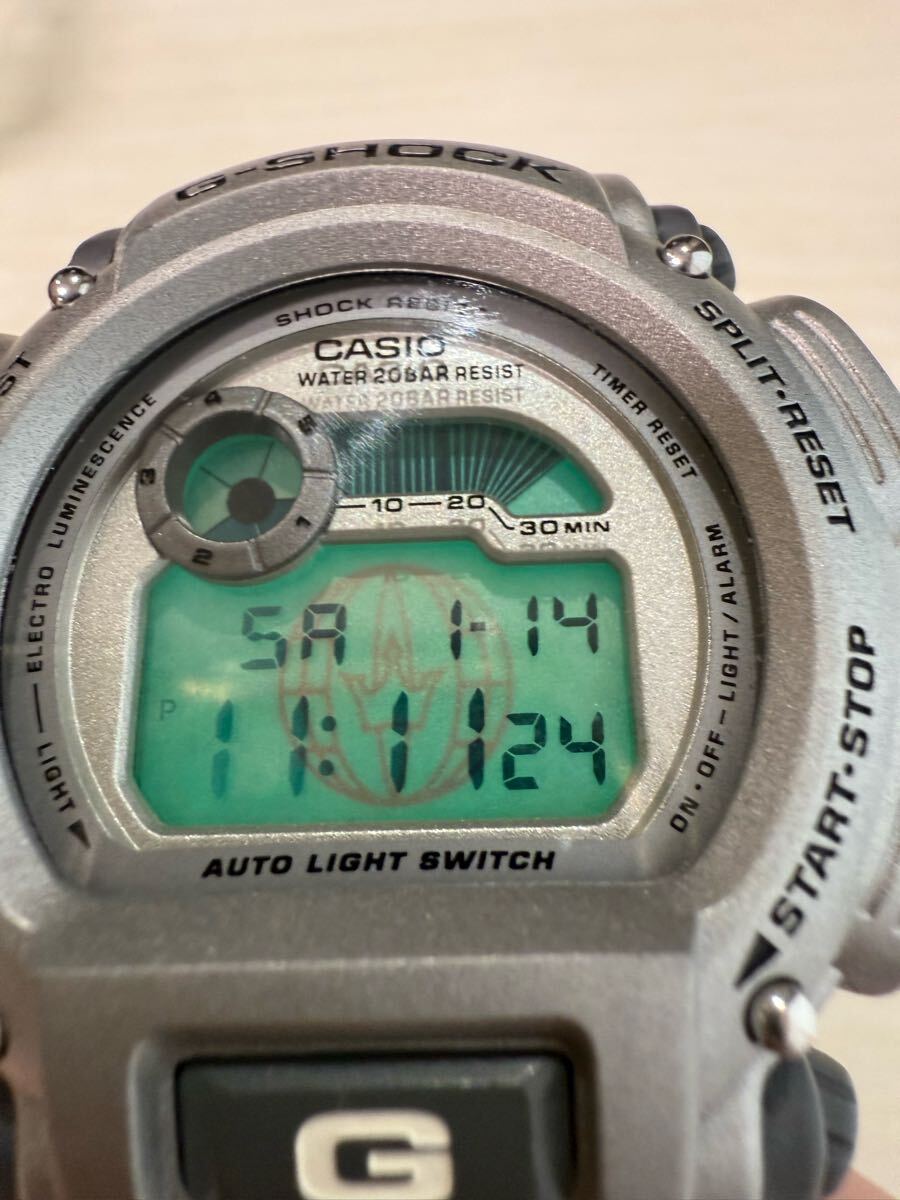 G-SHOCK
SHOCK RESI
CASIO
WATER 20BAR RESIST
TIMER RESET
SPLIT•RESET
ELECTRO LUMINESCENCE
LIGHT
4
5
3
1
2
10 20
30 MIN
SA 1-14
P 11:11 24
ON•OFF – LIGHT / ALARM
START•STOP
AUTO LIGHT SWITCH
G